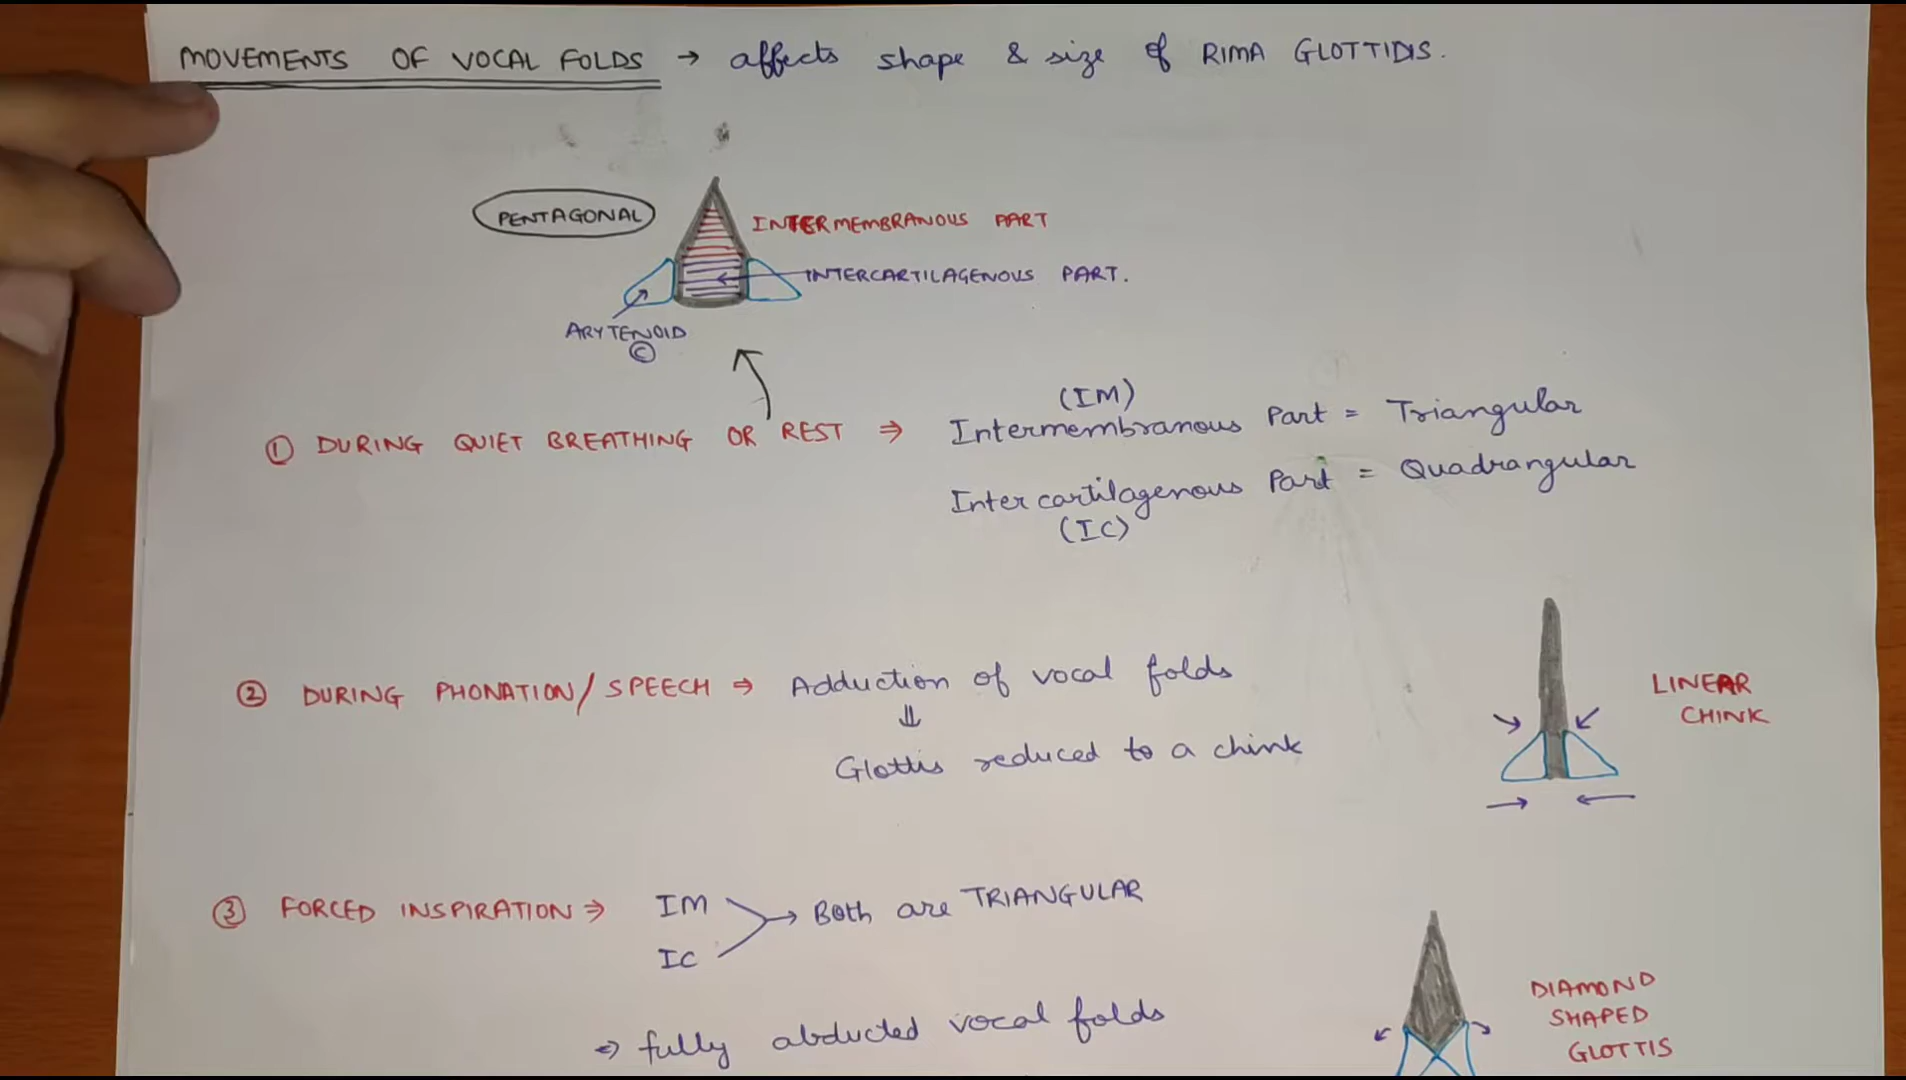 MOVEMENTS OF VOCAL FOLDS → affects shape & size of RIMA GLOTTIDIS.
PENTAGONAL
INTERMEMBRANOUS PART
INTERCARTILAGENOUS PART.
ARYTENOID
©
(IM)
① DURING QUIET BREATHING OR REST ⇒ Intermembranous Part = Triangular
Intercartilagenous Part = Quadrangular
(IC)
② DURING PHONATION/SPEECH → Adduction of vocal folds
⇓
Glottis reduced to a chink
LINEAR
CHINK
③ FORCED INSPIRATION ⇒ IM → Both are TRIANGULAR
IC
⇒ fully abducted vocal folds
DIAMOND
SHAPED
GLOTTIS